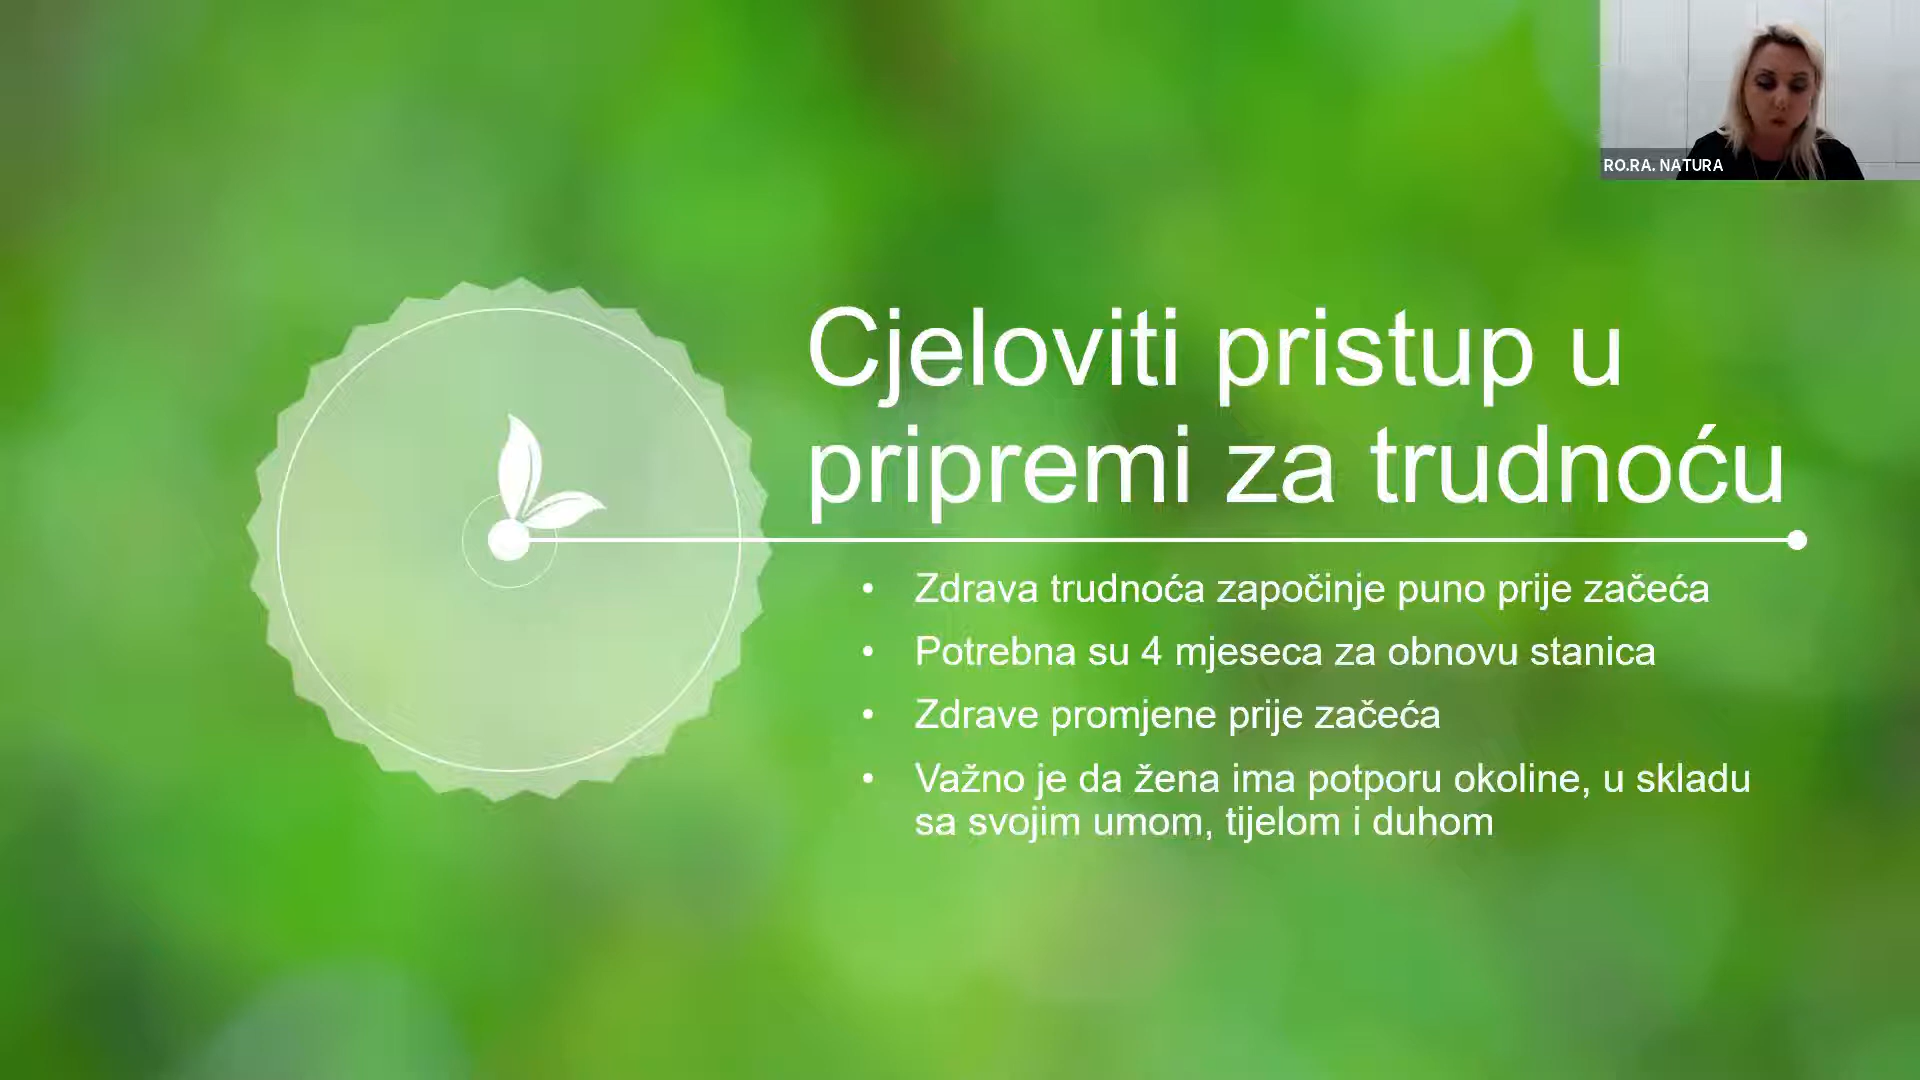 RO.RA. NATURA
Cjeloviti pristup u
pripremi za trudnoću
• Zdrava trudnoća započinje puno prije začeća
• Potrebna su 4 mjeseca za obnovu stanica
• Zdrave promjene prije začeća
• Važno je da žena ima potporu okoline, u skladu
sa svojim umom, tijelom i duhom